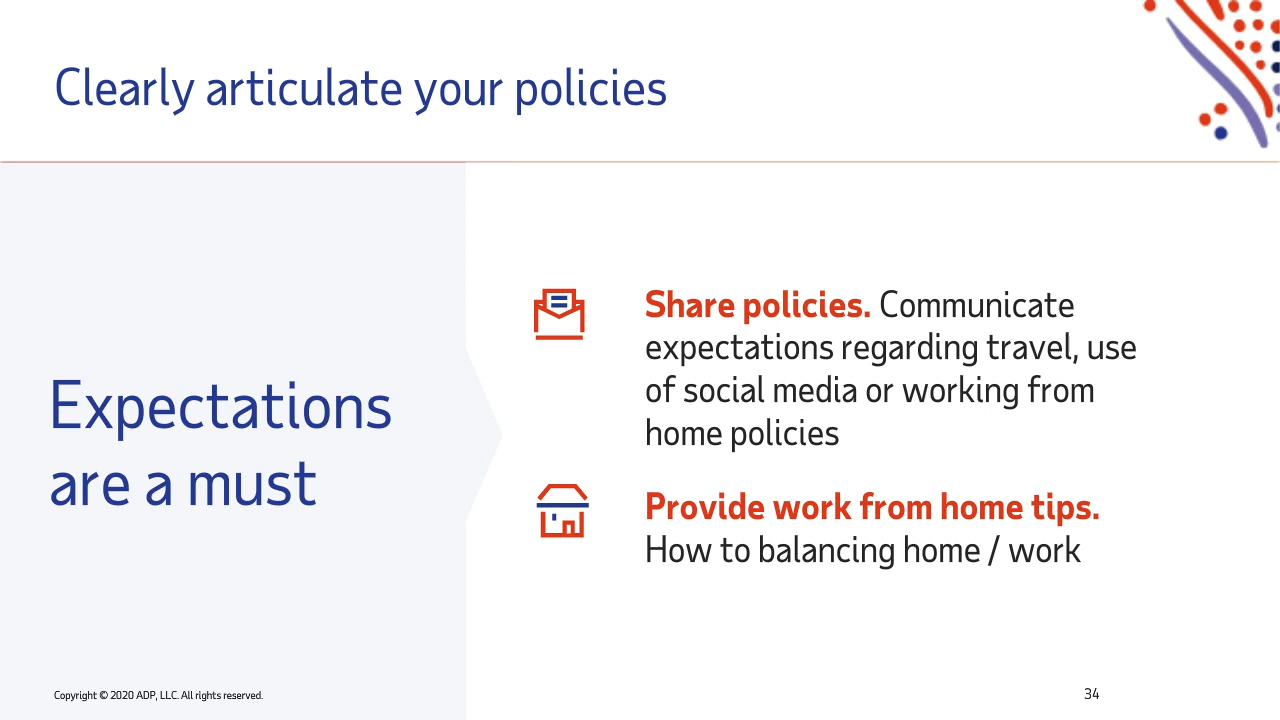 Clearly articulate your policies
Expectations
are a must
Share policies. Communicate
expectations regarding travel, use
of social media or working from
home policies
Provide work from home tips.
How to balancing home / work
Copyright © 2020 ADP, LLC. All rights reserved.
34